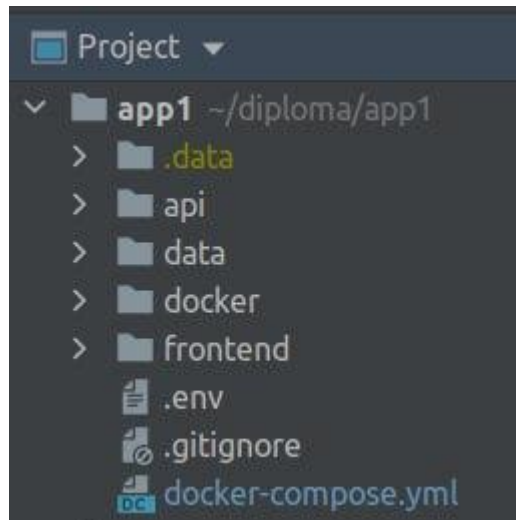 Project
app1 ~/diploma/app1
.data
api
data
docker
frontend
.env
.gitignore
DC docker-compose.yml